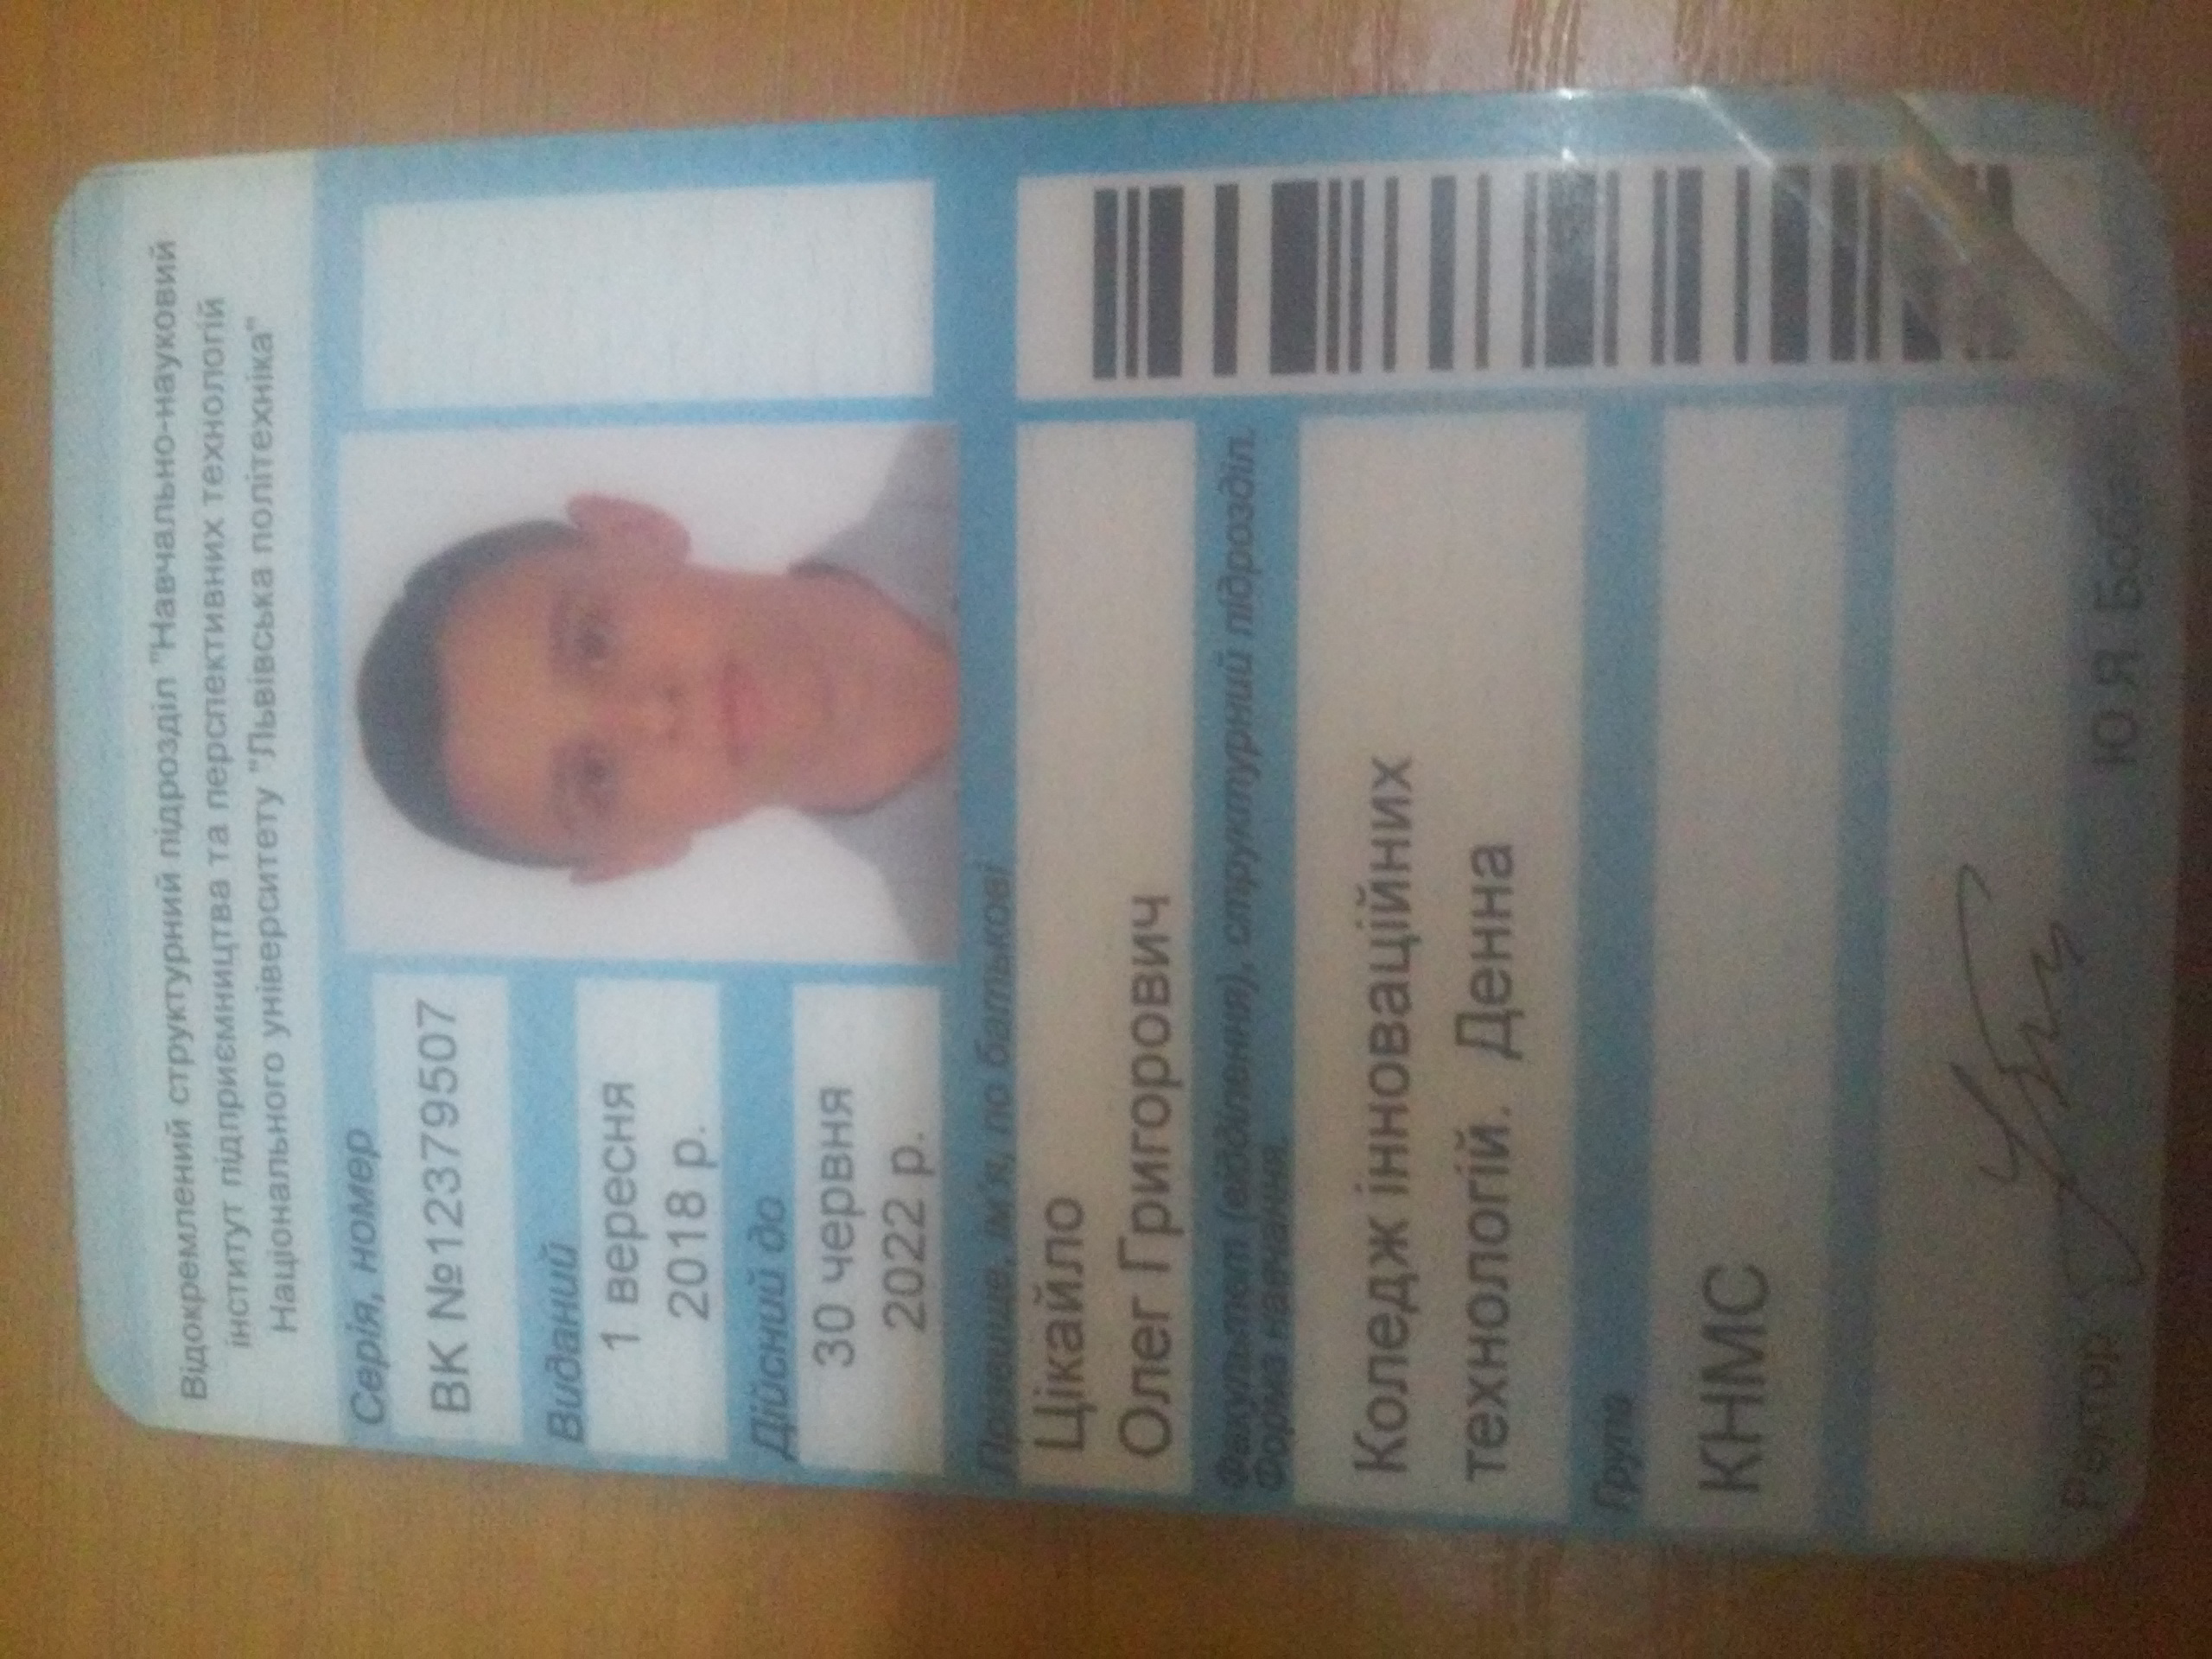 Відокремлений структурний підрозділ "Навчально-науковий
інститут підприємництва та перспективних технологій
Національного університету "Львівська політехніка"
Серія, номер
ВК №12379507
Виданий
1 вересня
2018 р.
Дійсний до
30 червня
2022 р.
Прізвище, ім'я, по батькові
Цікайло
Олег Григорович
Факультет (відділення), структурний підрозділ.
Форма навчання.
Коледж інноваційних
технологій. Денна
Група
КНМС
Ректор Ю.Я. Бобало